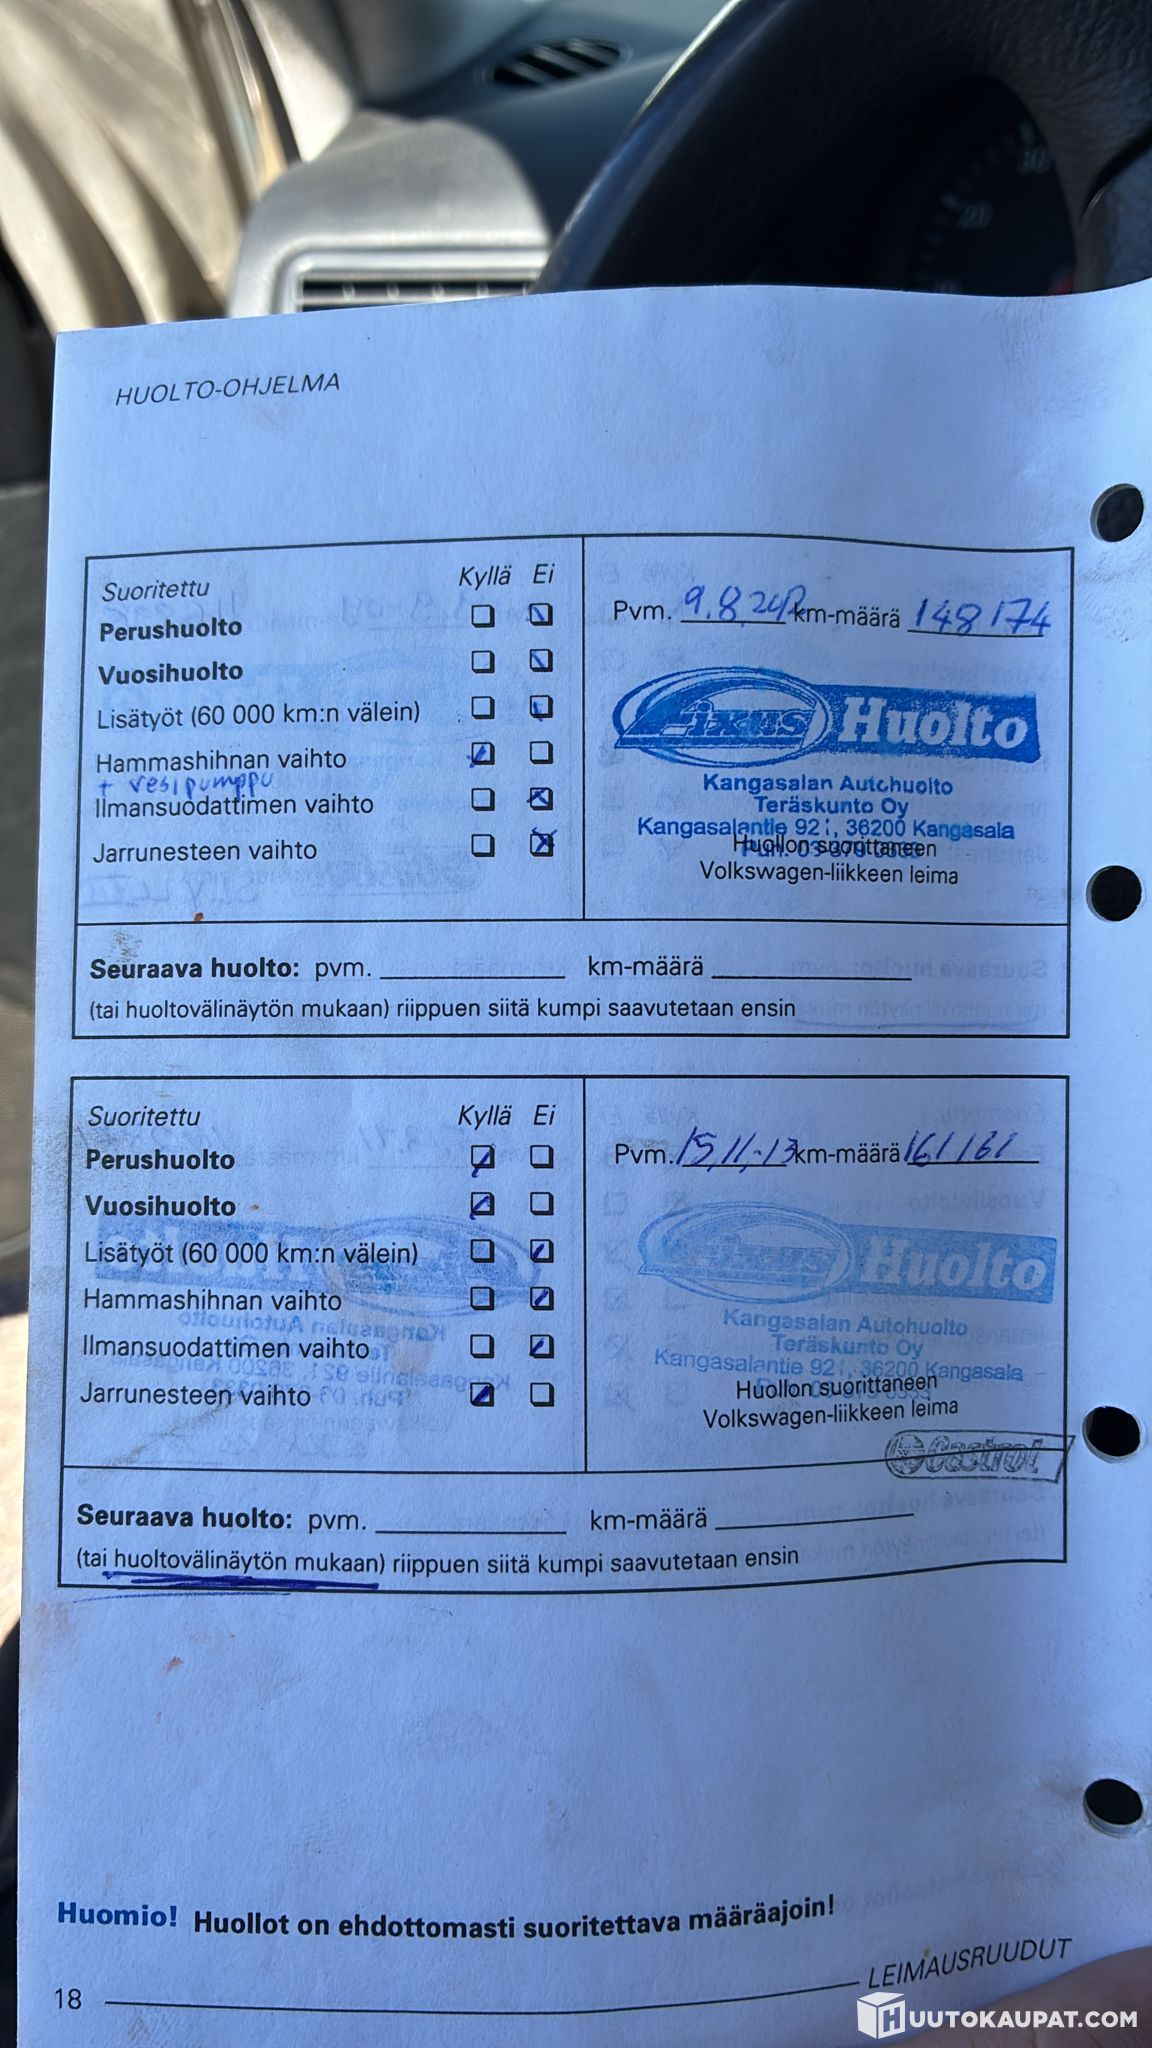 HUOLTO-OHJELMA
Suoritettu Kyllä Ei
Perushuolto
Vuosihuolto
Lisätyöt (60 000 km:n välein)
Hammashihnan vaihto
+ vesipumppu
Ilmansuodattimen vaihto
Jarrunesteen vaihto
Pvm. 9.8. km-määrä 148174
Fixus Huolto
Kangasalan Autohuolto
Teräskunto Oy
Kangasalantie 921, 36200 Kangasala
Huollon suorittaneen
Volkswagen-liikkeen leima
Seuraava huolto: pvm. km-määrä
(tai huoltovälinäytön mukaan) riippuen siitä kumpi saavutetaan ensin
Suoritettu Kyllä Ei
Perushuolto
Vuosihuolto
Lisätyöt (60 000 km:n välein)
Hammashihnan vaihto
Ilmansuodattimen vaihto
Jarrunesteen vaihto
Pvm. 15.11.-13 km-määrä 161161
Fixus Huolto
Kangasalan Autohuolto
Teräskunto Oy
Kangasalantie 921, 36200 Kangasala
Huollon suorittaneen
Volkswagen-liikkeen leima
Castrol
Seuraava huolto: pvm. km-määrä
(tai huoltovälinäytön mukaan) riippuen siitä kumpi saavutetaan ensin
Huomio! Huollot on ehdottomasti suoritettava määräajoin!
LEIMAUSRUUDUT
18
HUUTOKAUPAT.COM